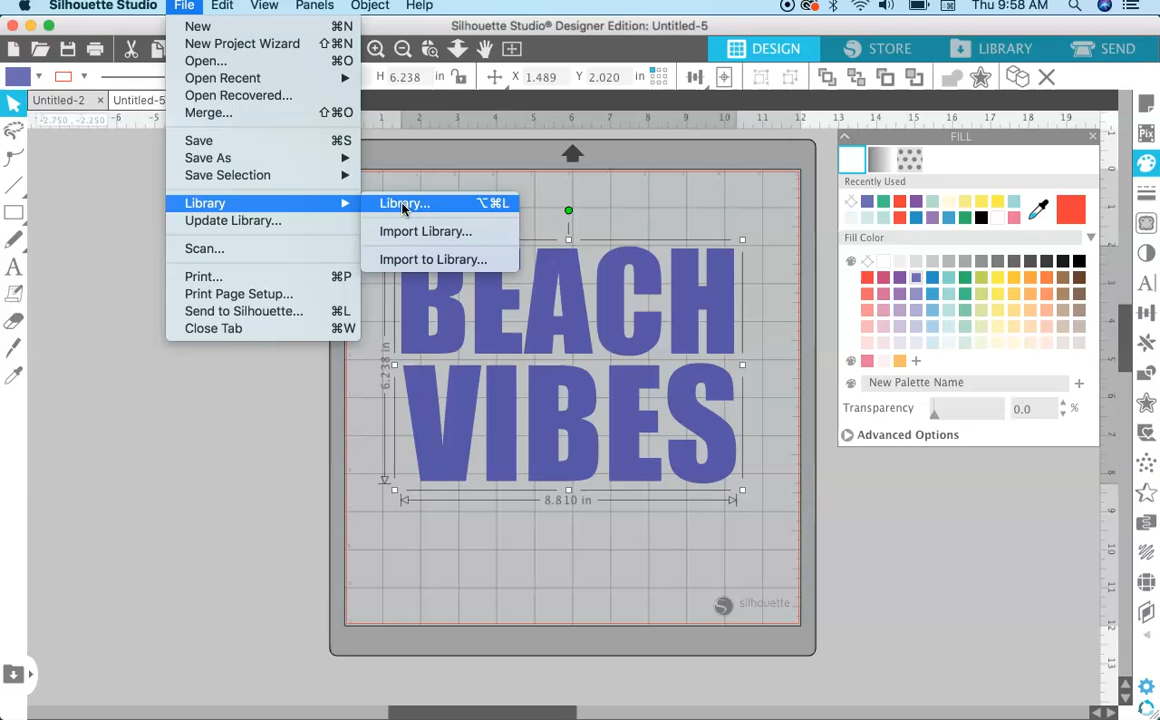 Silhouette Studio File Edit View Panels Object Help Thu 9:58 AM
Silhouette Studio® Designer Edition: Untitled-5
DESIGN STORE LIBRARY SEND
H 6.238 in X 1.489 Y 2.020 in
Untitled-2 × Untitled-5
-2.750, -2.250
New ⌘N
New Project Wizard ⇧⌘N
Open... ⌘O
Open Recent
Open Recovered...
Merge... ⇧⌘O
Save ⌘S
Save As
Save Selection
Library
Update Library...
Scan...
Print... ⌘P
Print Page Setup...
Send to Silhouette... ⌘L
Close Tab ⌘W
Library... ⌥⌘L
Import Library...
Import to Library...
BEACH
VIBES
6.238 in
8.810 in
silhouette
FILL
Recently Used
Fill Color
New Palette Name
Transparency 0.0 %
Advanced Options